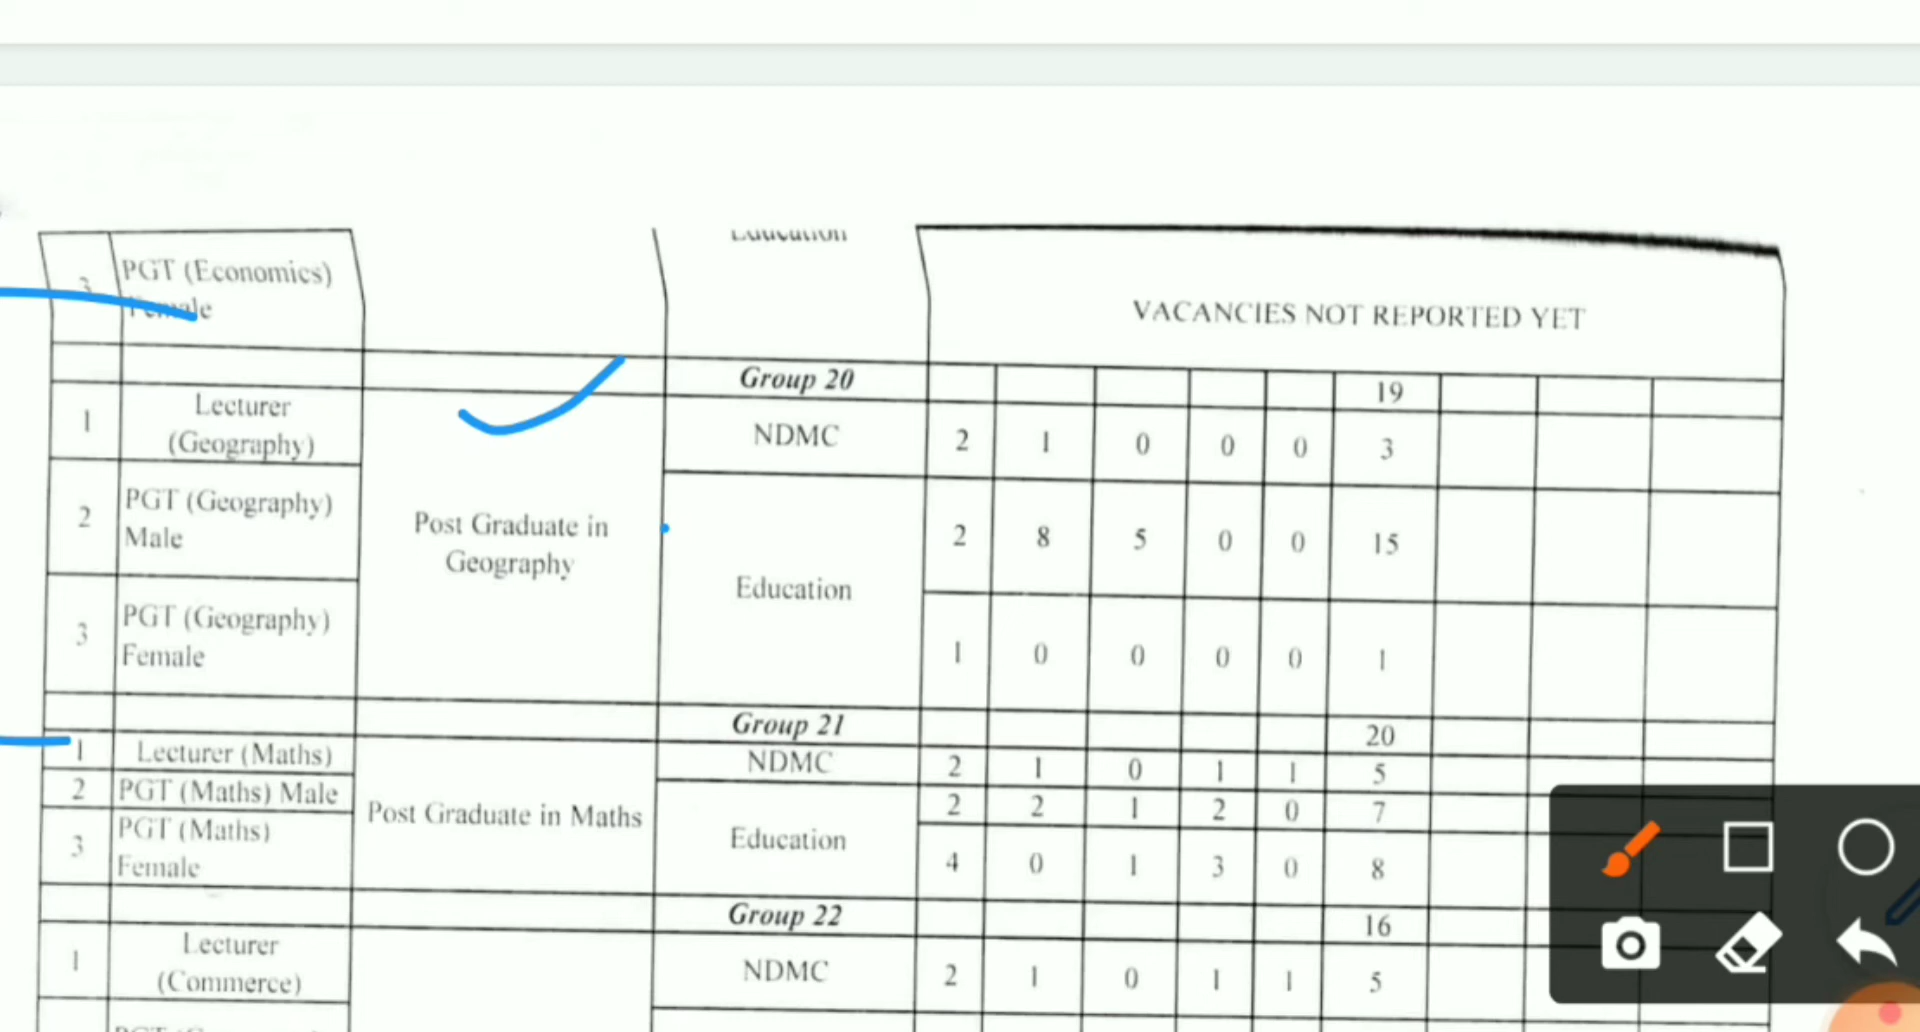 Education
3 PGT (Economics)
Female
VACANCIES NOT REPORTED YET
Group 20 19
1 Lecturer
(Geography)
NDMC 2 1 0 0 0 3
2 PGT (Geography)
Male
Post Graduate in
Geography
Education
2 8 5 0 0 15
3 PGT (Geography)
Female
1 0 0 0 0 1
Group 21 20
1 Lecturer (Maths) NDMC 2 1 0 1 1 5
2 PGT (Maths) Male 2 2 1 2 0 7
Post Graduate in Maths
Education
3 PGT (Maths)
Female
4 0 1 3 0 8
Group 22 16
1 Lecturer
(Commerce)
NDMC 2 1 0 1 1 5